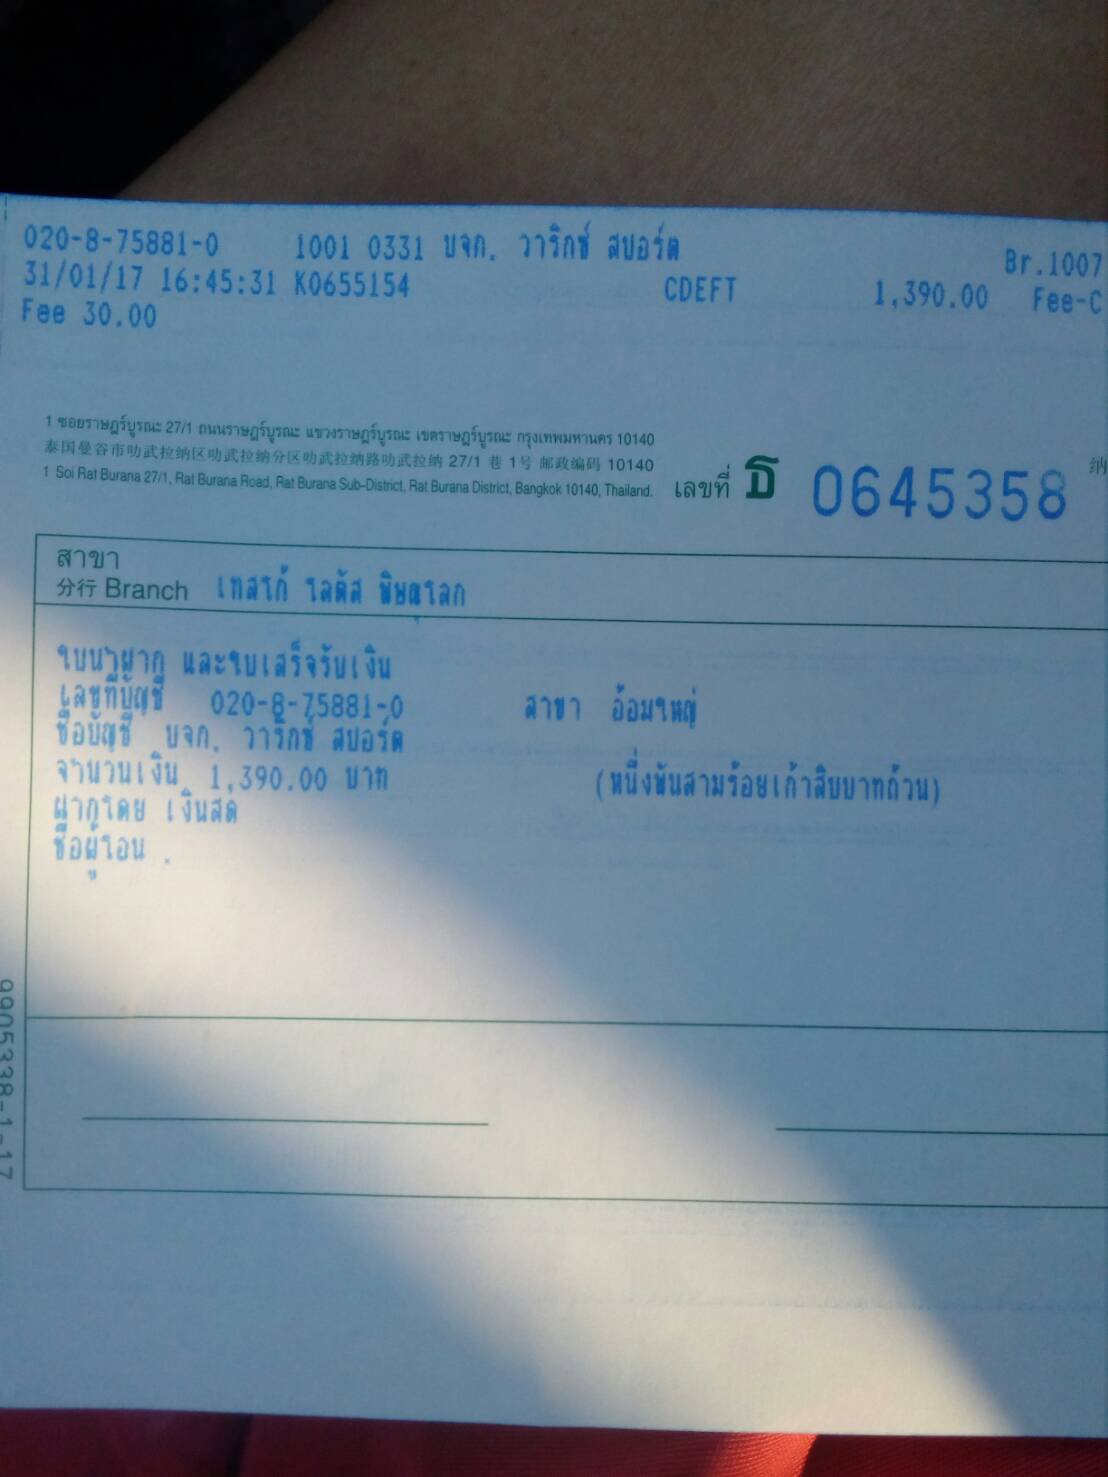 020-8-75881-0 1001 0331 บจก. วาริกซ์ สปอร์ต Br.1007
31/01/17 16:45:31 K0655154 CDEFT 1,390.00 Fee-C
Fee 30.00
1 ซอยราษฎร์บูรณะ 27/1 ถนนราษฎร์บูรณะ แขวงราษฎร์บูรณะ เขตราษฎร์บูรณะ กรุงเทพมหานคร 10140
泰国曼谷市叻武拉纳区叻武拉纳分区叻武拉纳路叻武拉纳 27/1 巷 1号 邮政编码 10140
1 Soi Rat Burana 27/1, Rat Burana Road, Rat Burana Sub-District, Rat Burana District, Bangkok 10140, Thailand.
เลขที่ ธ 0645358
纳
สาขา
分行 Branch เทสโก้ โลตัส พิษณุโลก
ใบนำฝาก และใบเสร็จรับเงิน
เลขที่บัญชี 020-8-75881-0 สาขา อ้อมใหญ่
ชื่อบัญชี บจก. วาริกซ์ สปอร์ต
จำนวนเงิน 1,390.00 บาท (หนึ่งพันสามร้อยเก้าสิบบาทถ้วน)
ฝากโดย เงินสด
ชื่อผู้โอน .
9905338-1-17